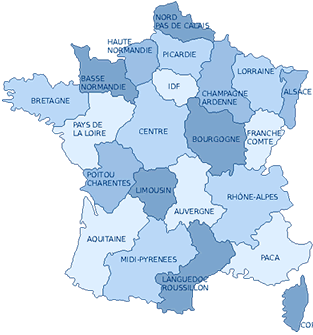 NORD
PAS DE CALAIS
HAUTE
NORMANDIE
PICARDIE
BASSE
NORMANDIE
IDF
LORRAINE
CHAMPAGNE
ARDENNE
ALSACE
BRETAGNE
PAYS DE
LA LOIRE
CENTRE
BOURGOGNE
FRANCHE
COMTE
POITOU
CHARENTES
LIMOUSIN
AUVERGNE
RHÔNE-ALPES
AQUITAINE
MIDI-PYRENEES
LANGUEDOC
ROUSSILLON
PACA
COR